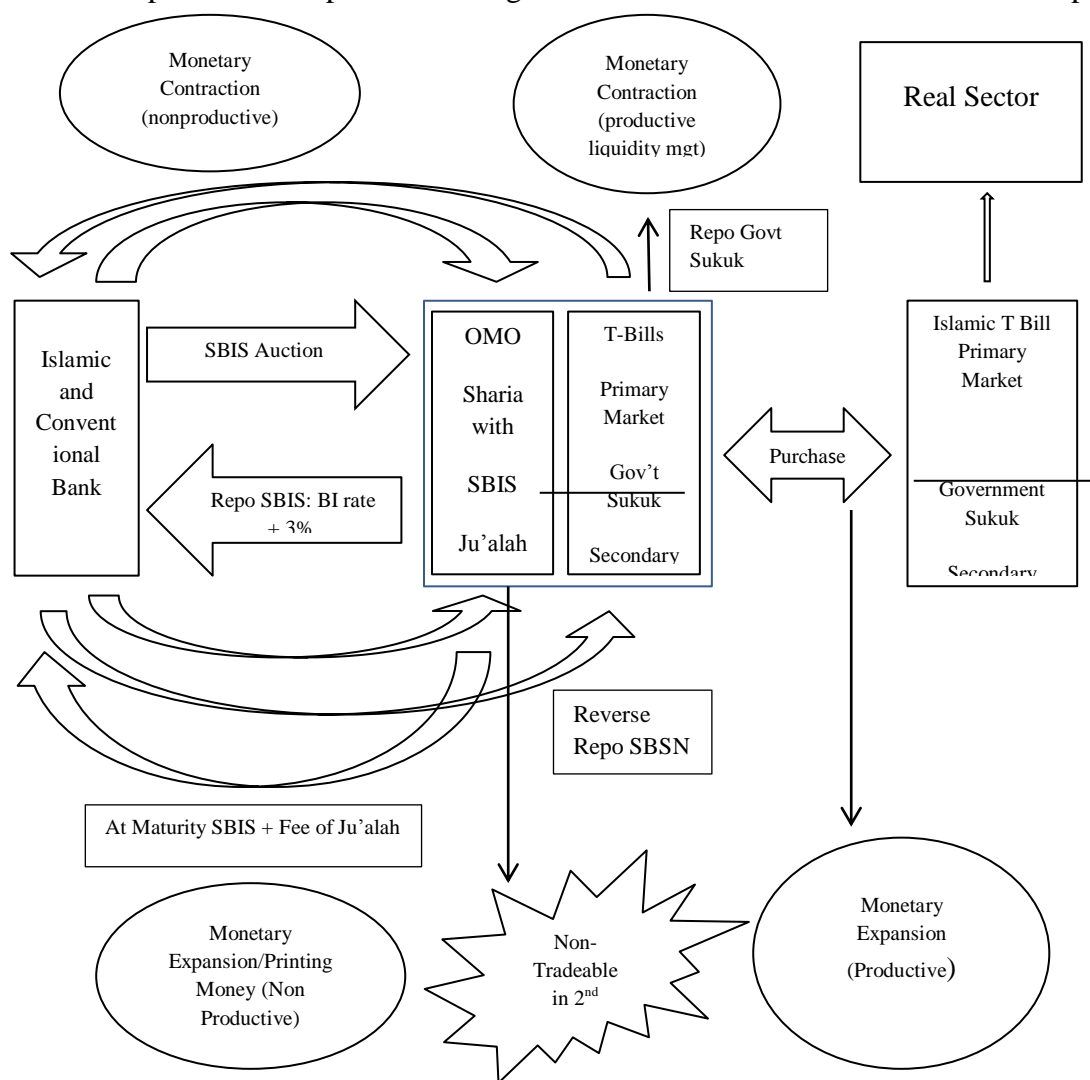 Monetary
Contraction
(nonproductive)
Monetary
Contraction
(productive
liquidity mgt)
Real Sector
Repo Govt
Sukuk
Islamic
and
Convent
ional
Bank
SBIS Auction
Repo SBIS: BI rate
+ 3%
OMO
Sharia
with
SBIS
Ju’alah
T-Bills
Primary
Market
Gov’t
Sukuk
Secondary
Purchase
Islamic T Bill
Primary
Market
Government
Sukuk
Secondary
Reverse
Repo SBSN
At Maturity SBIS + Fee of Ju’alah
Monetary
Expansion/Printing
Money (Non
Productive)
Non-
Tradeable
in 2nd
Monetary
Expansion
(Productive)